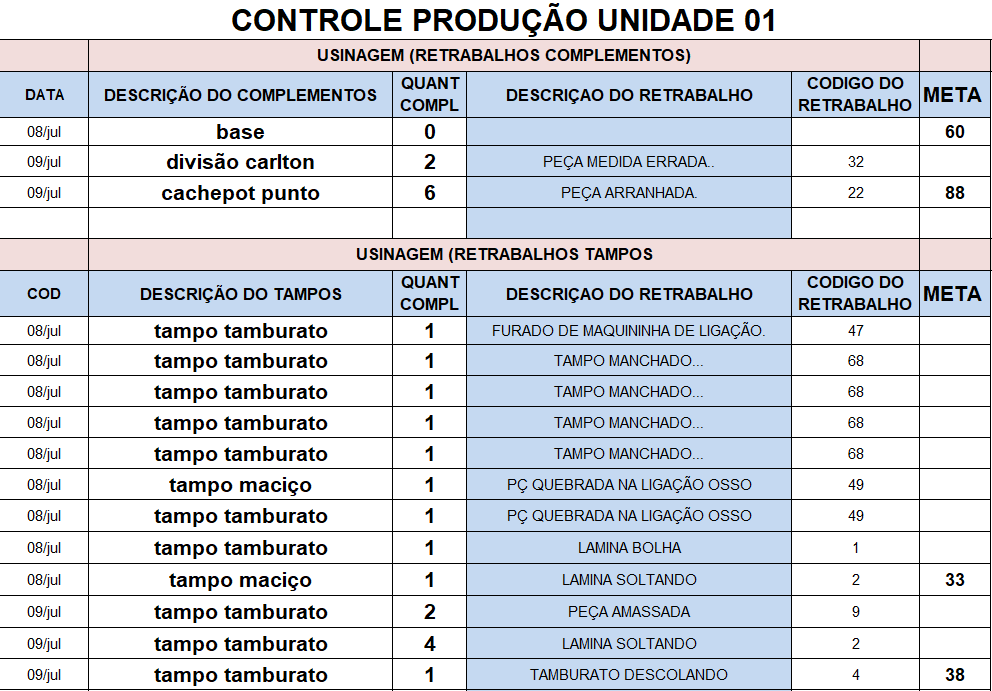 CONTROLE PRODUÇÃO UNIDADE 01
USINAGEM (RETRABALHOS COMPLEMENTOS)
DATA DESCRIÇÃO DO COMPLEMENTOS QUANT COMPL DESCRIÇAO DO RETRABALHO CODIGO DO RETRABALHO META
08/jul base 0 60
09/jul divisão carlton 2 PEÇA MEDIDA ERRADA.. 32
09/jul cachepot punto 6 PEÇA ARRANHADA. 22 88
USINAGEM (RETRABALHOS TAMPOS
COD DESCRIÇÃO DO TAMPOS QUANT COMPL DESCRIÇAO DO RETRABALHO CODIGO DO RETRABALHO META
08/jul tampo tamburato 1 FURADO DE MAQUININHA DE LIGAÇÃO. 47
08/jul tampo tamburato 1 TAMPO MANCHADO... 68
08/jul tampo tamburato 1 TAMPO MANCHADO... 68
08/jul tampo tamburato 1 TAMPO MANCHADO... 68
08/jul tampo tamburato 1 TAMPO MANCHADO... 68
08/jul tampo maciço 1 PÇ QUEBRADA NA LIGAÇÃO OSSO 49
08/jul tampo tamburato 1 PÇ QUEBRADA NA LIGAÇÃO OSSO 49
08/jul tampo tamburato 1 LAMINA BOLHA 1
08/jul tampo maciço 1 LAMINA SOLTANDO 2 33
09/jul tampo tamburato 2 PEÇA AMASSADA 9
09/jul tampo tamburato 4 LAMINA SOLTANDO 2
09/jul tampo tamburato 1 TAMBURATO DESCOLANDO 4 38